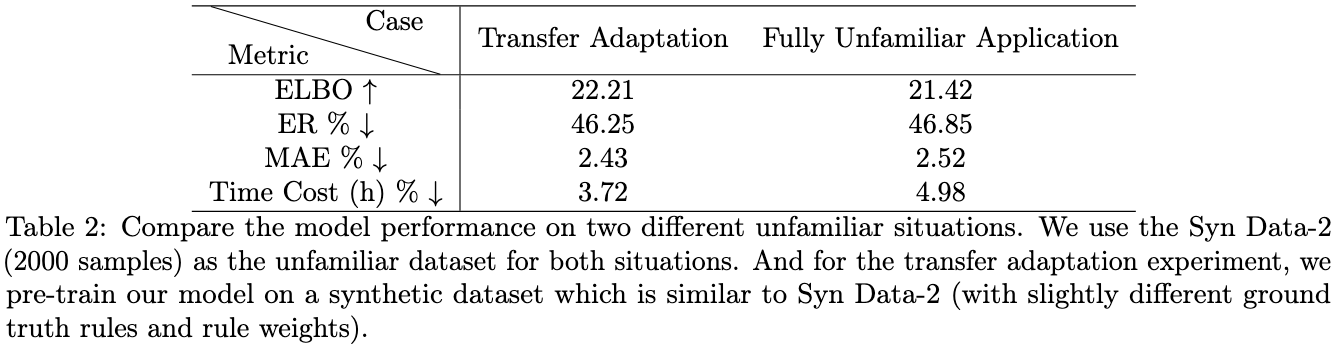 Case
Metric
Transfer Adaptation Fully Unfamiliar Application
ELBO ↑ 22.21 21.42
ER % ↓ 46.25 46.85
MAE % ↓ 2.43 2.52
Time Cost (h) % ↓ 3.72 4.98
Table 2: Compare the model performance on two different unfamiliar situations. We use the Syn Data-2
(2000 samples) as the unfamiliar dataset for both situations. And for the transfer adaptation experiment, we
pre-train our model on a synthetic dataset which is similar to Syn Data-2 (with slightly different ground
truth rules and rule weights).